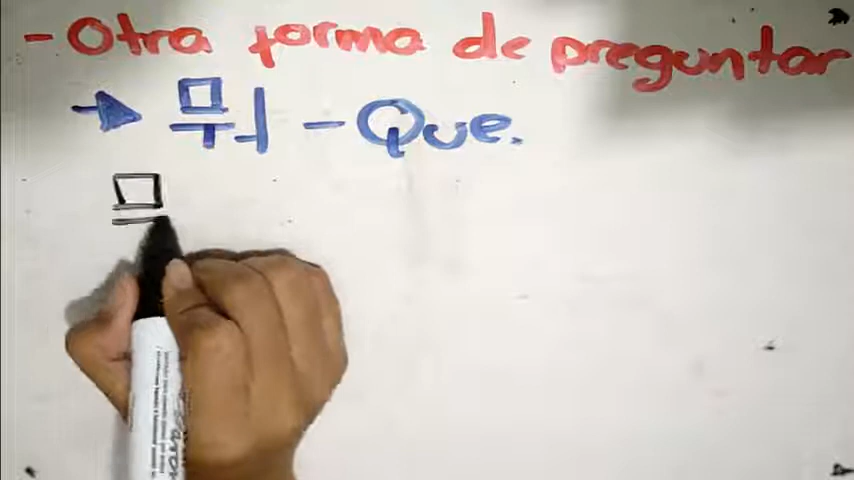 - Otra forma de preguntar
→ 뭐 - Que.